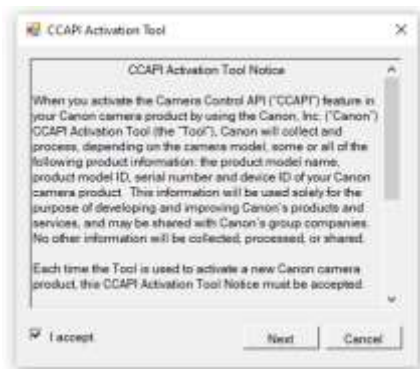 CCAPI Activation Tool
CCAPI Activation Tool Notice
When you activate the Camera Control API ("CCAPI") feature in
your Canon camera product by using the Canon, Inc. ("Canon")
CCAPI Activation Tool (the "Tool"), Canon will collect and
process, depending on the camera model, some or all of the
following product information: the product model name,
product model ID, serial number and device ID of your Canon
camera product. This information will be used solely for the
purpose of developing and improving Canon's products and
services, and may be shared with Canon's group companies.
No other information will be collected, processed, or shared.
Each time the Tool is used to activate a new Canon camera
product, this CCAPI Activation Tool Notice must be accepted.
I accept.
Next
Cancel